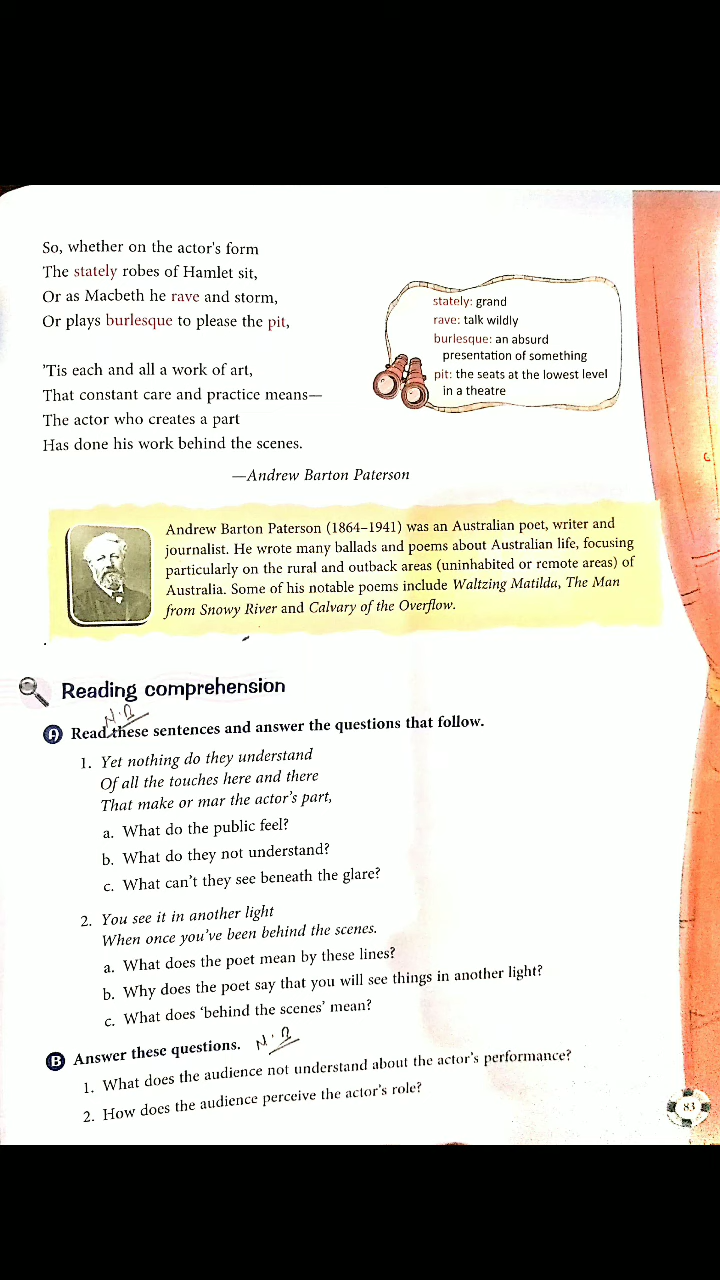 So, whether on the actor's form
The stately robes of Hamlet sit,
Or as Macbeth he rave and storm,
Or plays burlesque to please the pit,
'Tis each and all a work of art,
That constant care and practice means—
The actor who creates a part
Has done his work behind the scenes.
—Andrew Barton Paterson
stately: grand
rave: talk wildly
burlesque: an absurd
presentation of something
pit: the seats at the lowest level
in a theatre
Andrew Barton Paterson (1864–1941) was an Australian poet, writer and
journalist. He wrote many ballads and poems about Australian life, focusing
particularly on the rural and outback areas (uninhabited or remote areas) of
Australia. Some of his notable poems include Waltzing Matilda, The Man
from Snowy River and Calvary of the Overflow.
Reading comprehension
N.B
A Read these sentences and answer the questions that follow.
1. Yet nothing do they understand
Of all the touches here and there
That make or mar the actor's part,
a. What do the public feel?
b. What do they not understand?
c. What can't they see beneath the glare?
2. You see it in another light
When once you've been behind the scenes.
a. What does the poet mean by these lines?
b. Why does the poet say that you will see things in another light?
c. What does 'behind the scenes' mean?
B Answer these questions. N.B
1. What does the audience not understand about the actor's performance?
2. How does the audience perceive the actor's role?
83